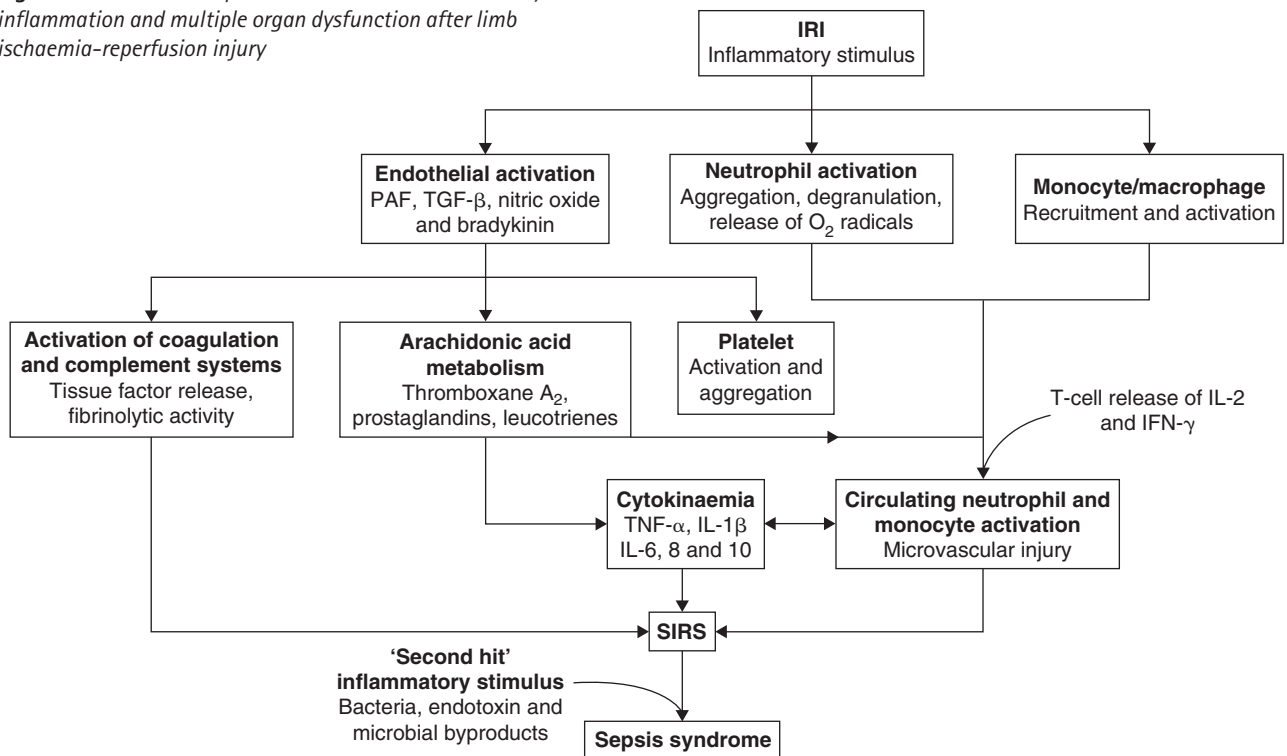 inflammation and multiple organ dysfunction after limb
ischaemia-reperfusion injury
IRI
Inflammatory stimulus
Endothelial activation
PAF, TGF-β, nitric oxide
and bradykinin
Neutrophil activation
Aggregation, degranulation,
release of O₂ radicals
Monocyte/macrophage
Recruitment and activation
Activation of coagulation
and complement systems
Tissue factor release,
fibrinolytic activity
Arachidonic acid
metabolism
Thromboxane A₂,
prostaglandins, leucotrienes
Platelet
Activation and
aggregation
T-cell release of IL-2
and IFN-γ
Cytokinaemia
TNF-α, IL-1β
IL-6, 8 and 10
Circulating neutrophil and
monocyte activation
Microvascular injury
SIRS
‘Second hit’
inflammatory stimulus
Bacteria, endotoxin and
microbial byproducts
Sepsis syndrome